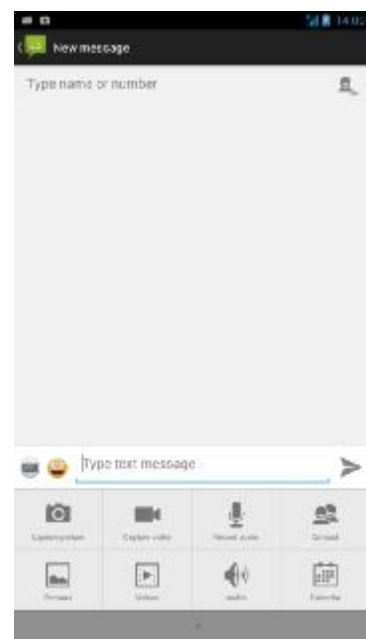 14:02
New message
Type name or number
Type text message
Capture picture
Capture video
Record audio
Contact
Pictures
Videos
Audio
Calendar